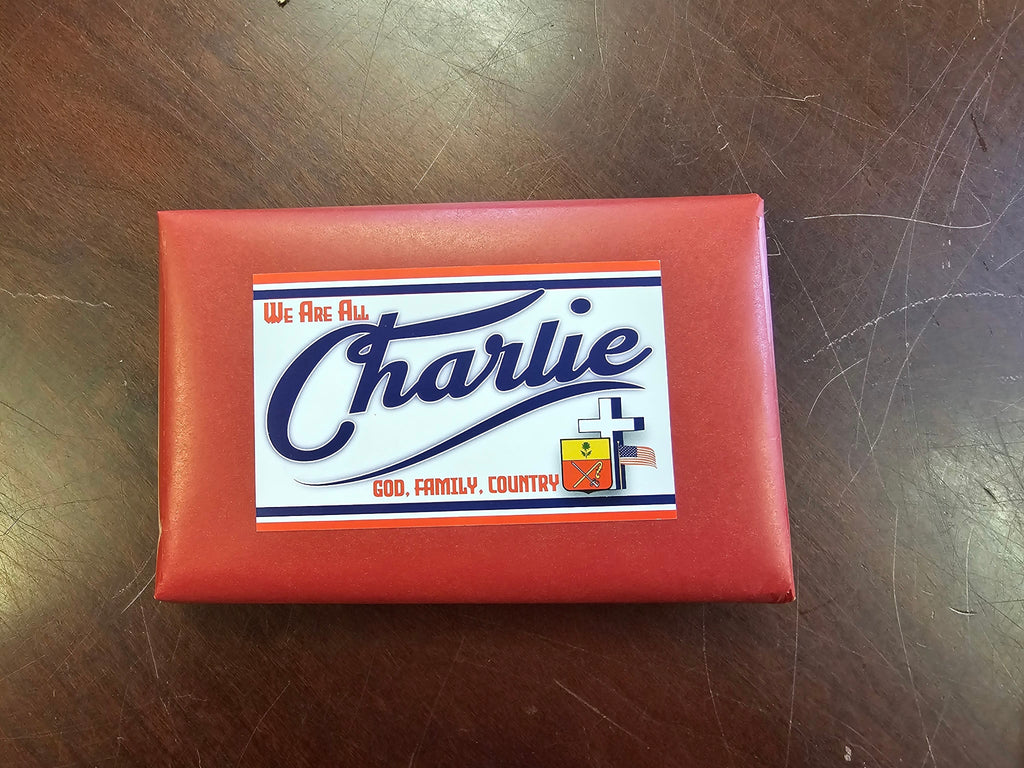 We Are All
Charlie
GOD, FAMILY, COUNTRY